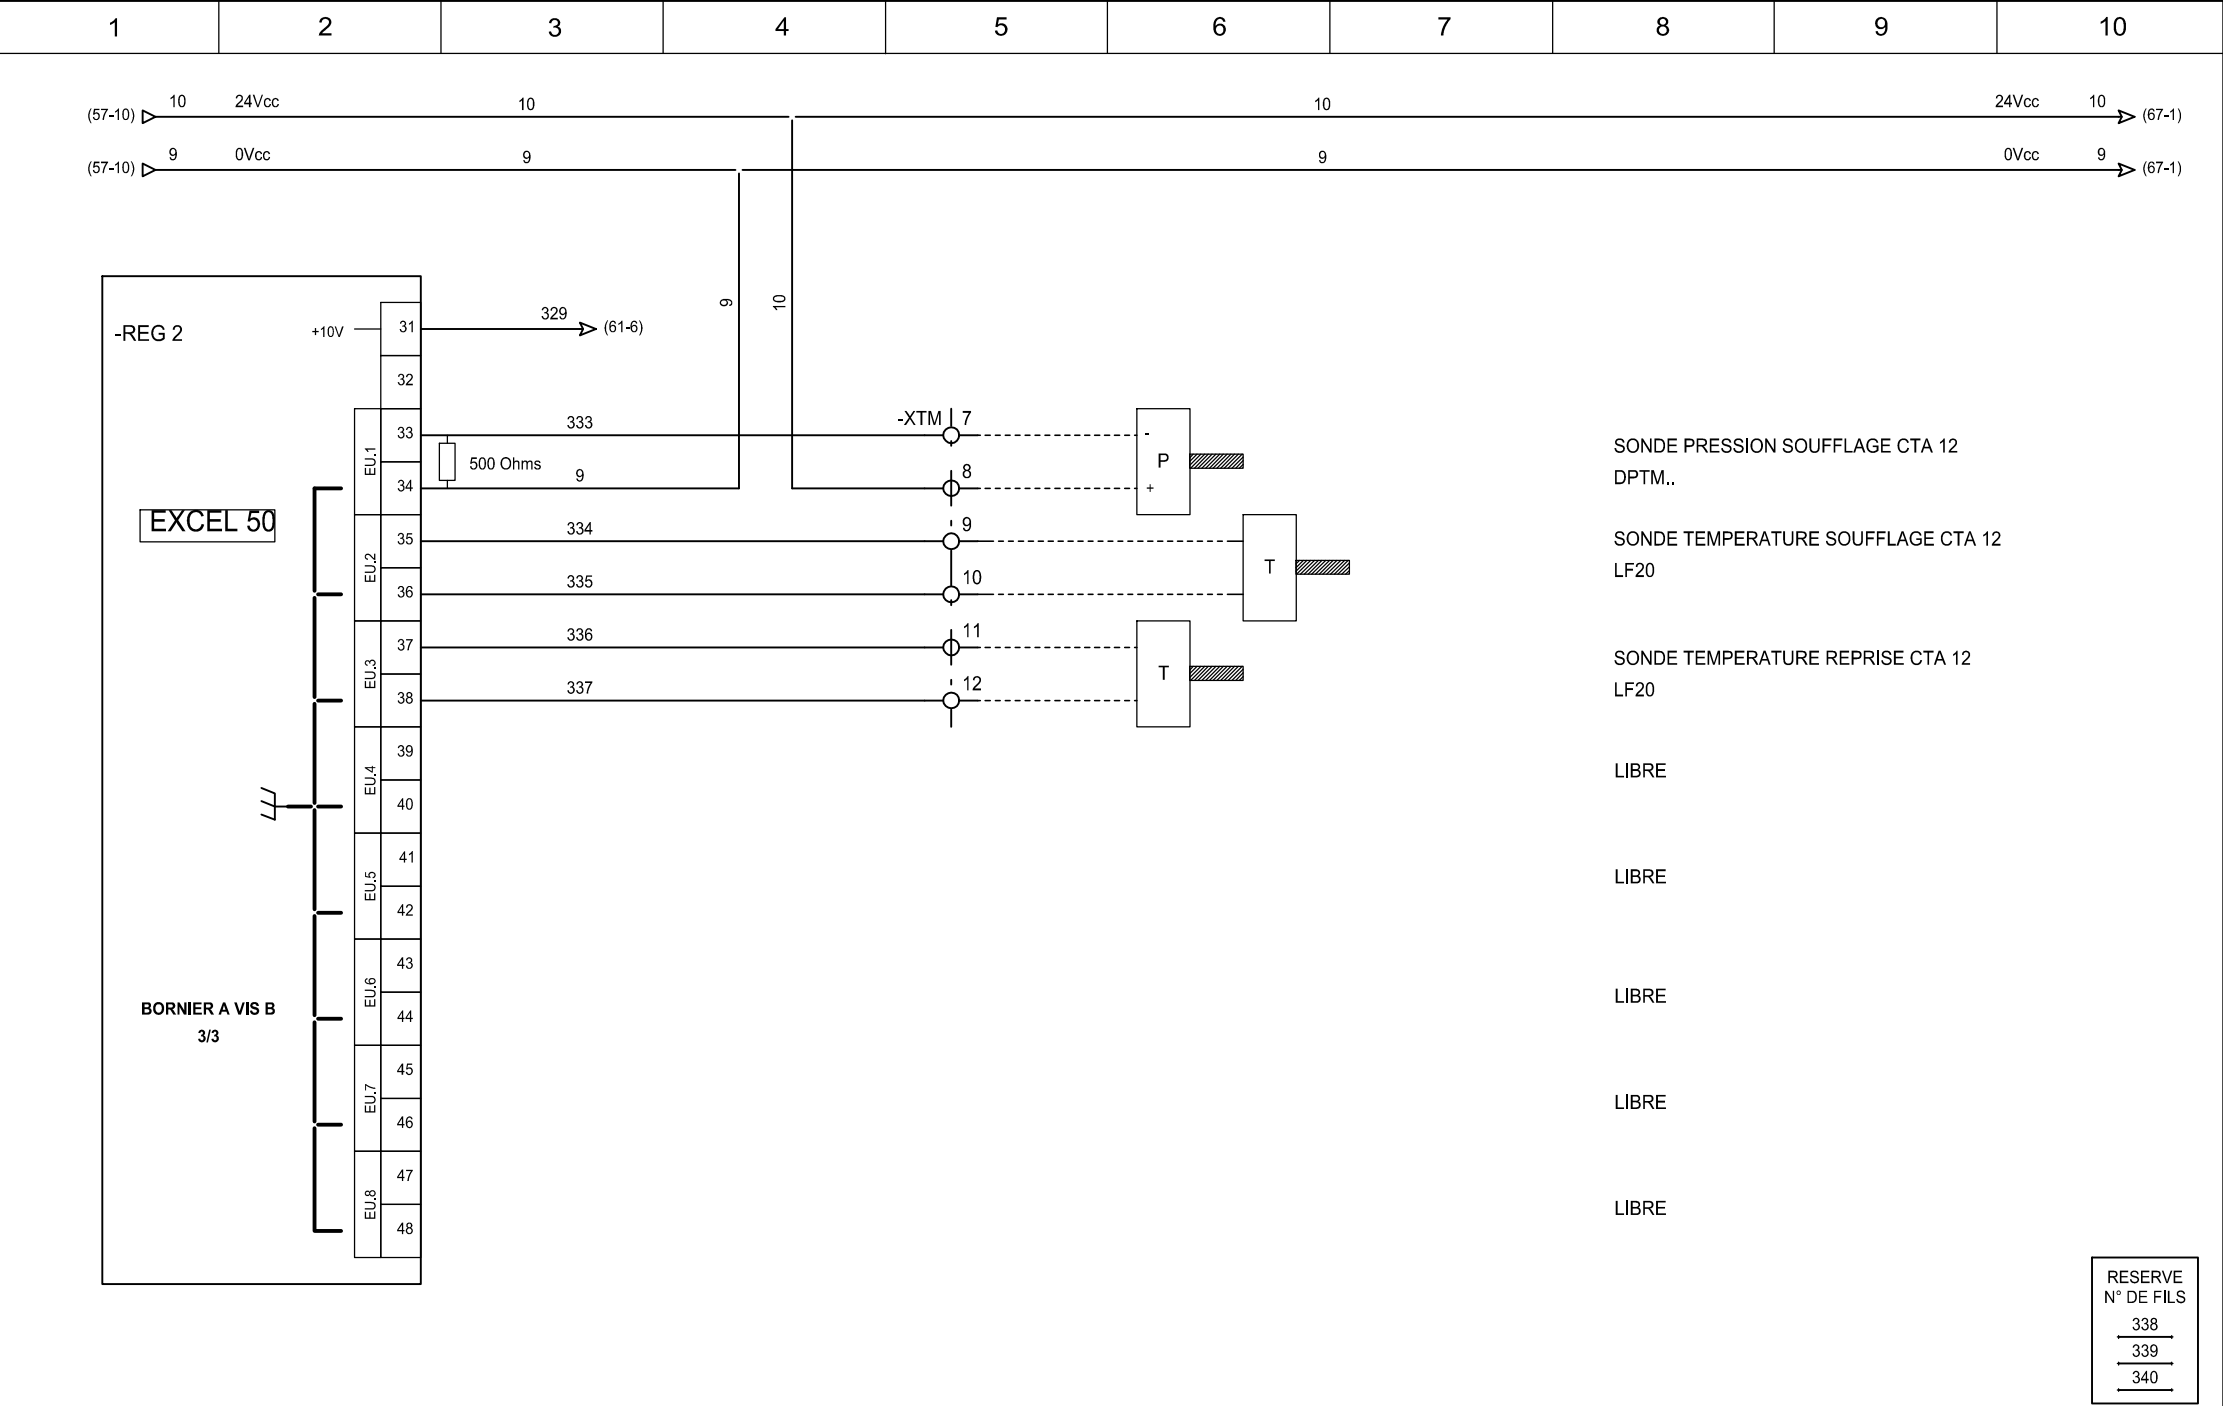 1 2 3 4 5 6 7 8 9 10
10 24Vcc 10 10 24Vcc 10
(57-10) (67-1)
9 0Vcc 9 9 0Vcc 9
(57-10) (67-1)
9 10
-REG 2 +10V 31 329 (61-6)
32
EU.1 33 333 -XTM 7 -
500 Ohms P
34 9 8 +
SONDE PRESSION SOUFFLAGE CTA 12
DPTM..
EXCEL 50
EU.2 35 334 9
T
36 335 10
SONDE TEMPERATURE SOUFFLAGE CTA 12
LF20
EU.3 37 336 11
T
38 337 12
SONDE TEMPERATURE REPRISE CTA 12
LF20
EU.4 39
40
LIBRE
EU.5 41
42
LIBRE
EU.6 43
44
LIBRE
BORNIER A VIS B
3/3
EU.7 45
46
LIBRE
EU.8 47
48
LIBRE
RESERVE
N° DE FILS
338
339
340